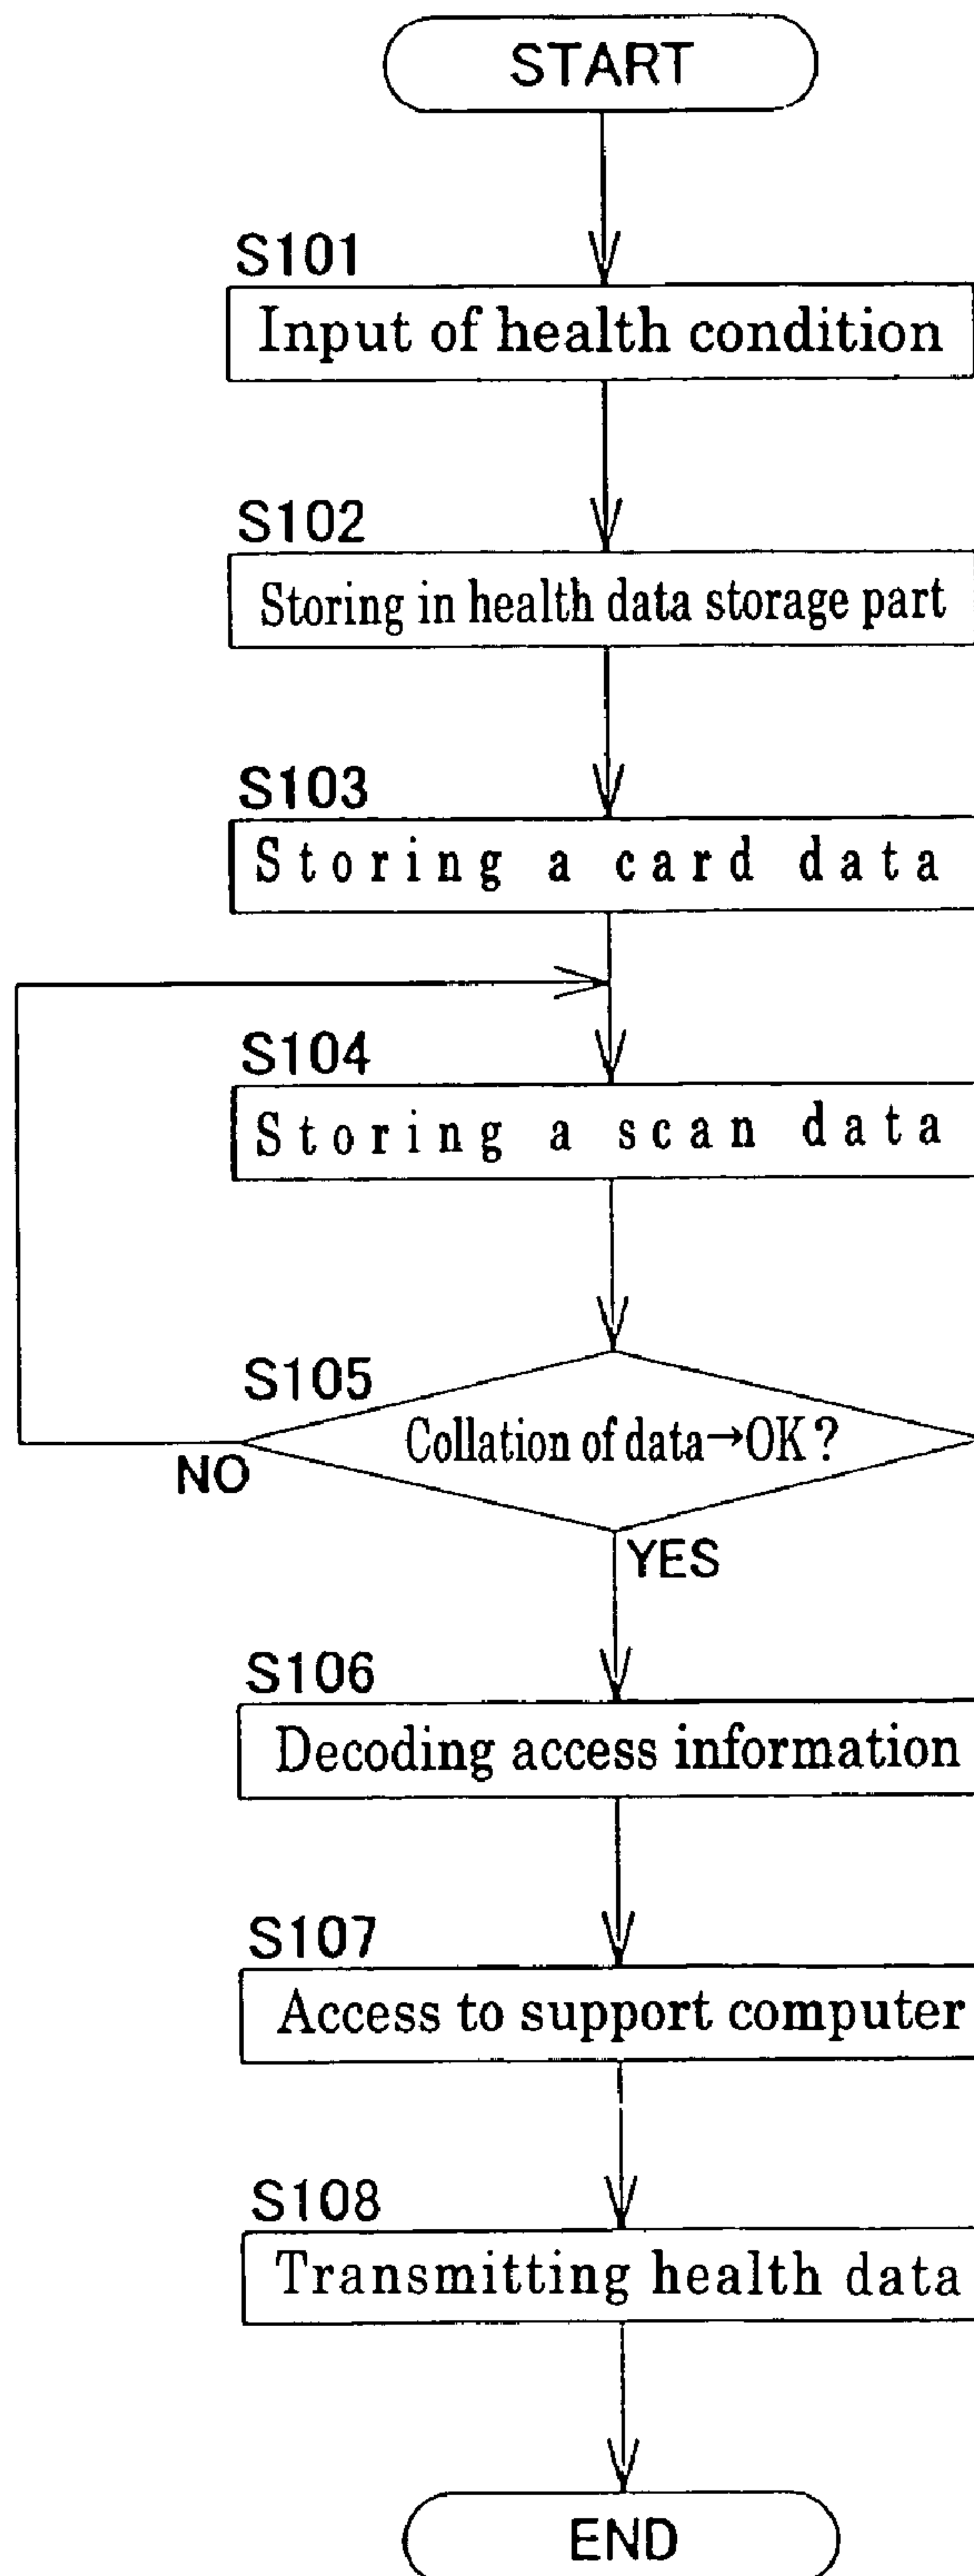 START
S101
Input of health condition
S102
Storing in health data storage part
S103
Storing a card data
S104
Storing a scan data
S105
Collation of data→OK?
NO
YES
S106
Decoding access information
S107
Access to support computer
S108
Transmitting health data
END